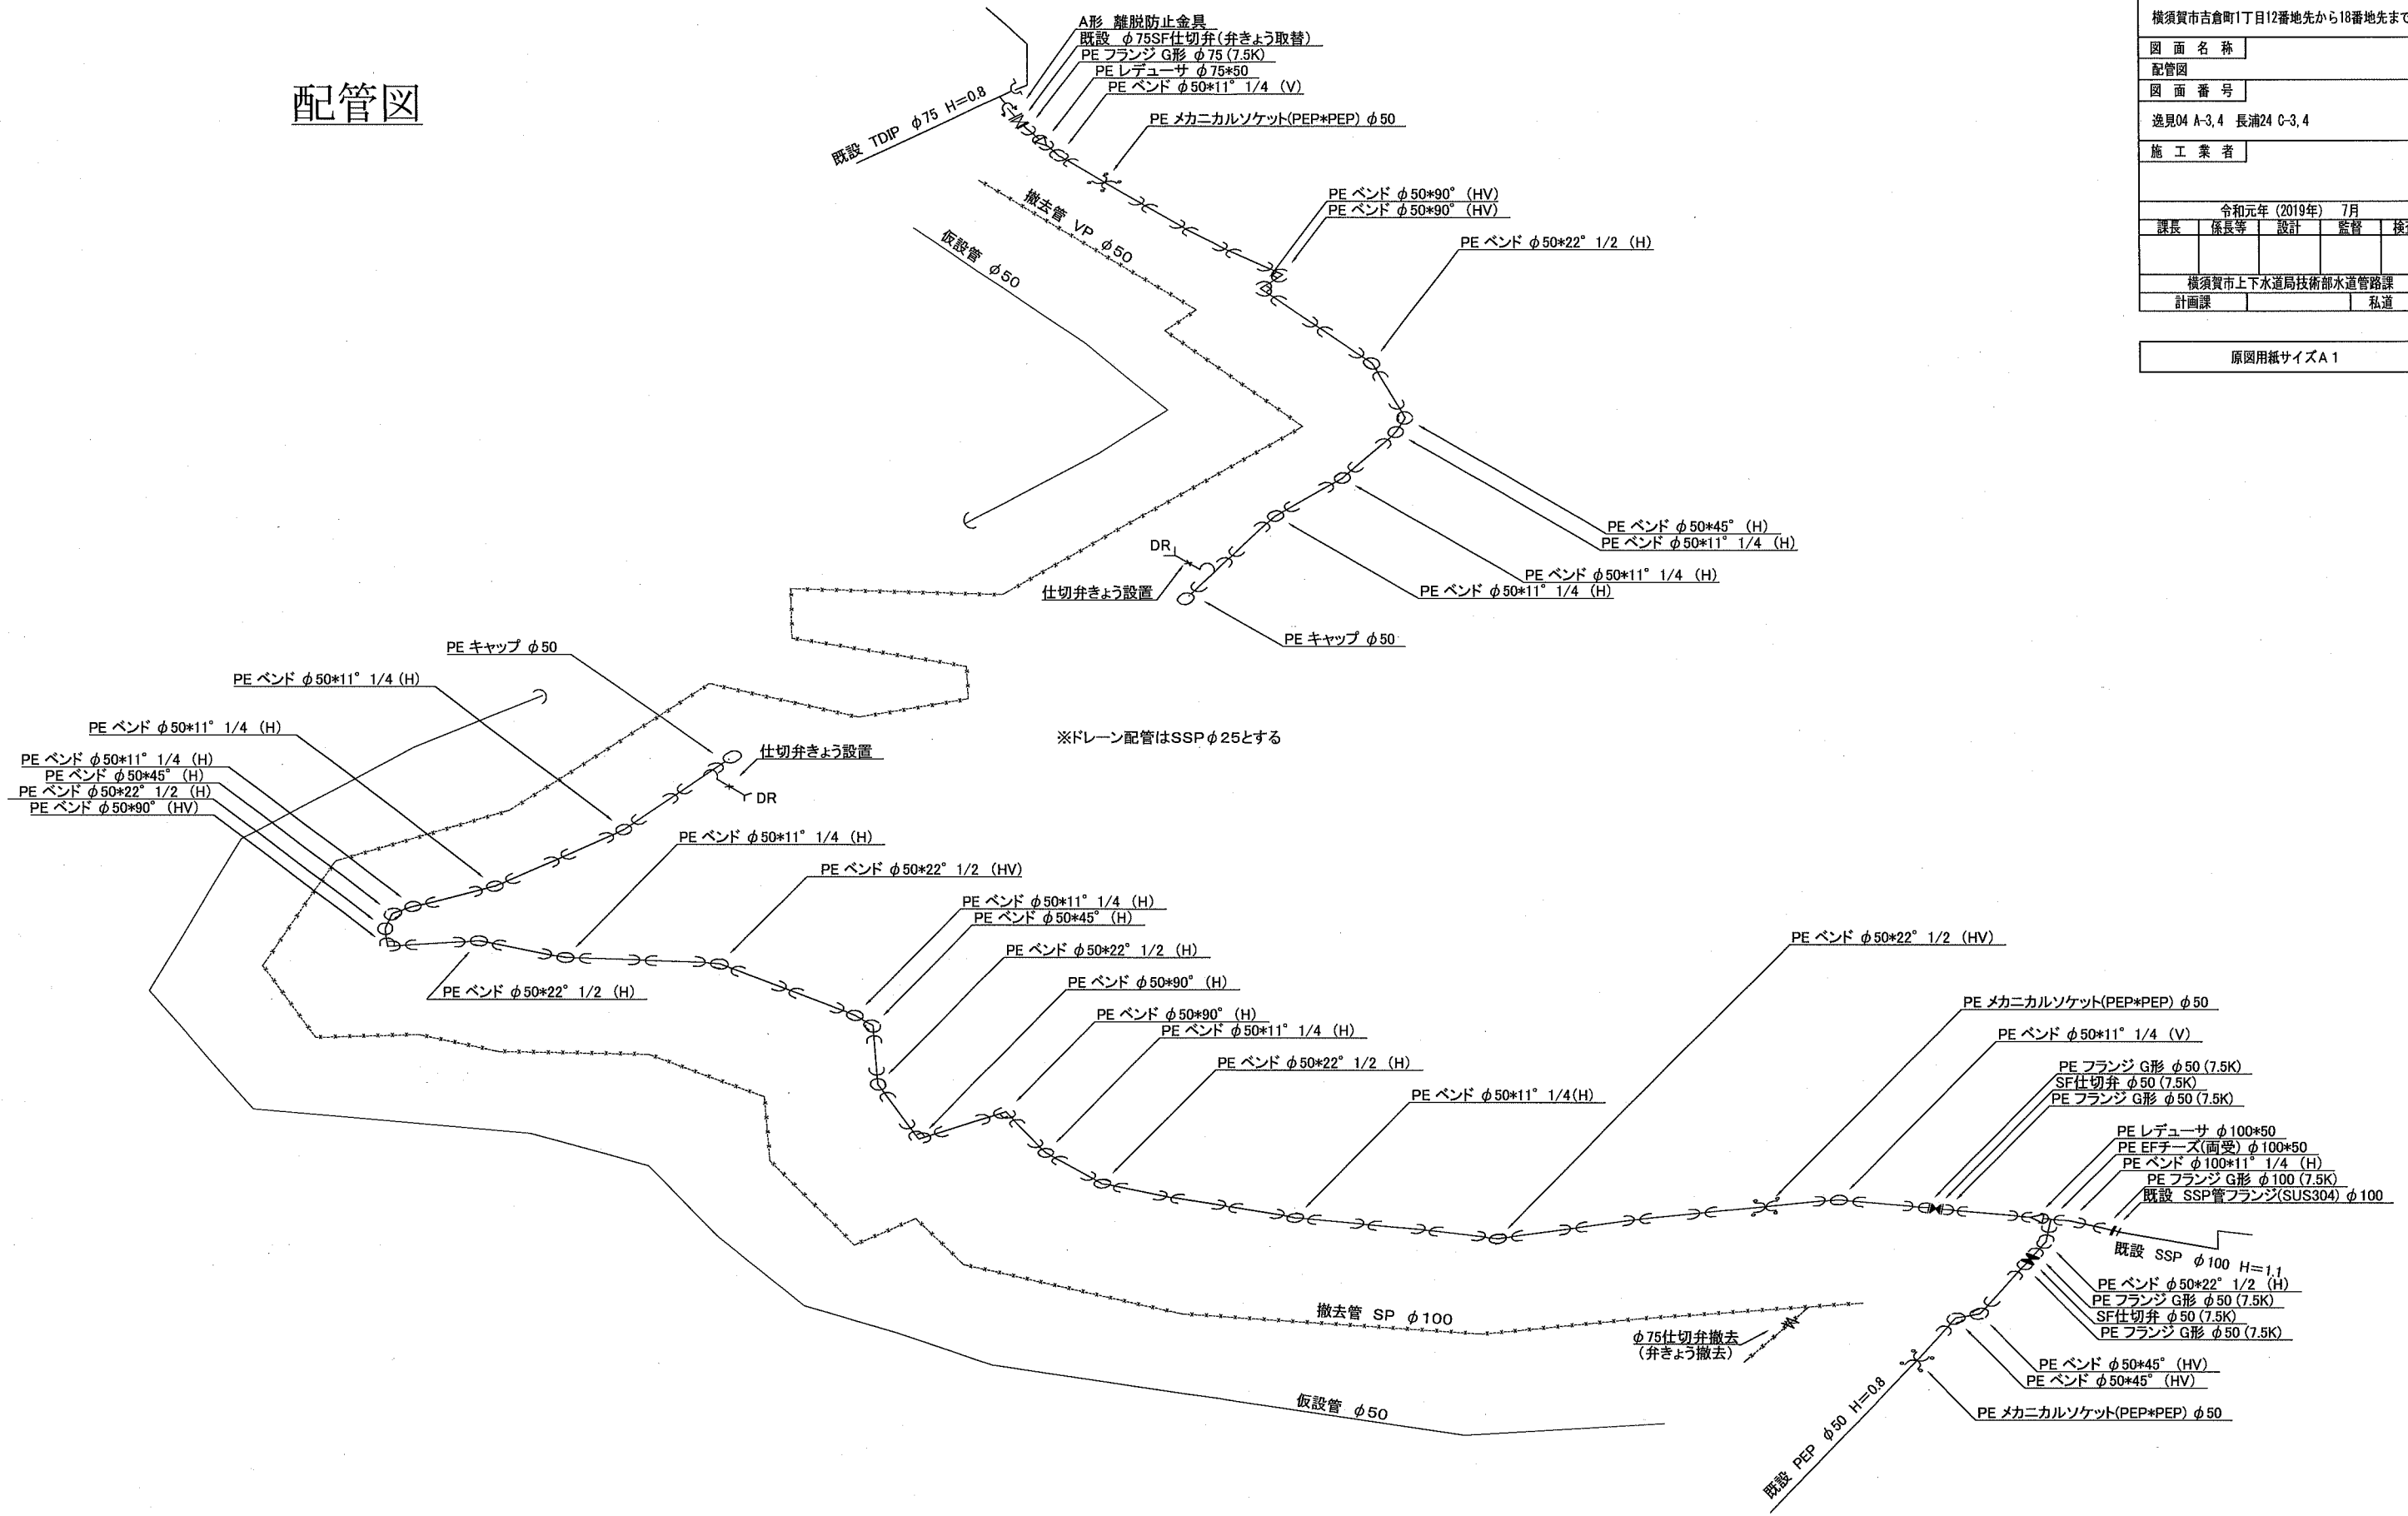 配管図
A形 離脱防止金具
既設 φ75SF仕切弁(弁きょう取替)
PE フランジ G形 φ75 (7.5K)
PE レデューサ φ75*50
PE ベンド φ50*11° 1/4 (V)
既設 TDIP φ75 H=0.8
PE メカニカルソケット(PEP*PEP) φ50
撤去管 VP φ50
仮設管 φ50
PE ベンド φ50*90° (HV)
PE ベンド φ50*90° (HV)
PE ベンド φ50*22° 1/2 (H)
PE ベンド φ50*45° (H)
PE ベンド φ50*11° 1/4 (H)
PE ベンド φ50*11° 1/4 (H)
PE ベンド φ50*11° 1/4 (H)
DR
仕切弁きょう設置
PE キャップ φ50
横須賀市吉倉町1丁目12番地先から18番地先まで
図面名称
配管図
図面番号
逸見04 A-3,4 長浦24 C-3,4
施工業者
令和元年 (2019年) 7月
課長 係長等 設計 監督
横須賀市上下水道局技術部水道管路課
計画課 私道
原図用紙サイズA1
PE キャップ φ50
PE ベンド φ50*11° 1/4 (H)
PE ベンド φ50*11° 1/4 (H)
PE ベンド φ50*11° 1/4 (H)
PE ベンド φ50*45° (H)
PE ベンド φ50*22° 1/2 (H)
PE ベンド φ50*90° (HV)
仕切弁きょう設置
DR
※ドレーン配管はSSPφ25とする
PE ベンド φ50*11° 1/4 (H)
PE ベンド φ50*22° 1/2 (HV)
PE ベンド φ50*22° 1/2 (H)
PE ベンド φ50*11° 1/4 (H)
PE ベンド φ50*45° (H)
PE ベンド φ50*22° 1/2 (H)
PE ベンド φ50*90° (H)
PE ベンド φ50*90° (H)
PE ベンド φ50*11° 1/4 (H)
PE ベンド φ50*22° 1/2 (H)
PE ベンド φ50*11° 1/4(H)
PE ベンド φ50*22° 1/2 (HV)
PE メカニカルソケット(PEP*PEP) φ50
PE ベンド φ50*11° 1/4 (V)
PE フランジ G形 φ50 (7.5K)
SF仕切弁 φ50 (7.5K)
PE フランジ G形 φ50 (7.5K)
PE レデューサ φ100*50
PE EFチーズ(両受) φ100*50
PE ベンド φ100*11° 1/4 (H)
PE フランジ G形 φ100 (7.5K)
既設 SSP管フランジ(SUS304) φ100
既設 SSP φ100 H=1.1
PE ベンド φ50*22° 1/2 (H)
PE フランジ G形 φ50 (7.5K)
SF仕切弁 φ50 (7.5K)
PE フランジ G形 φ50 (7.5K)
PE ベンド φ50*45° (HV)
PE ベンド φ50*45° (HV)
PE メカニカルソケット(PEP*PEP) φ50
既設 PEP φ50 H=0.8
撤去管 SP φ100
φ75仕切弁撤去
(弁きょう撤去)
仮設管 φ50